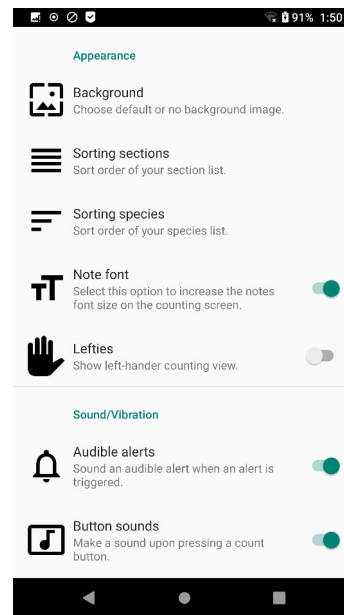 91% 1:50
Appearance
Background
Choose default or no background image.
Sorting sections
Sort order of your section list.
Sorting species
Sort order of your species list.
Note font
Select this option to increase the notes
font size on the counting screen.
Lefties
Show left-hander counting view.
Sound/Vibration
Audible alerts
Sound an audible alert when an alert is
triggered.
Button sounds
Make a sound upon pressing a count
button.